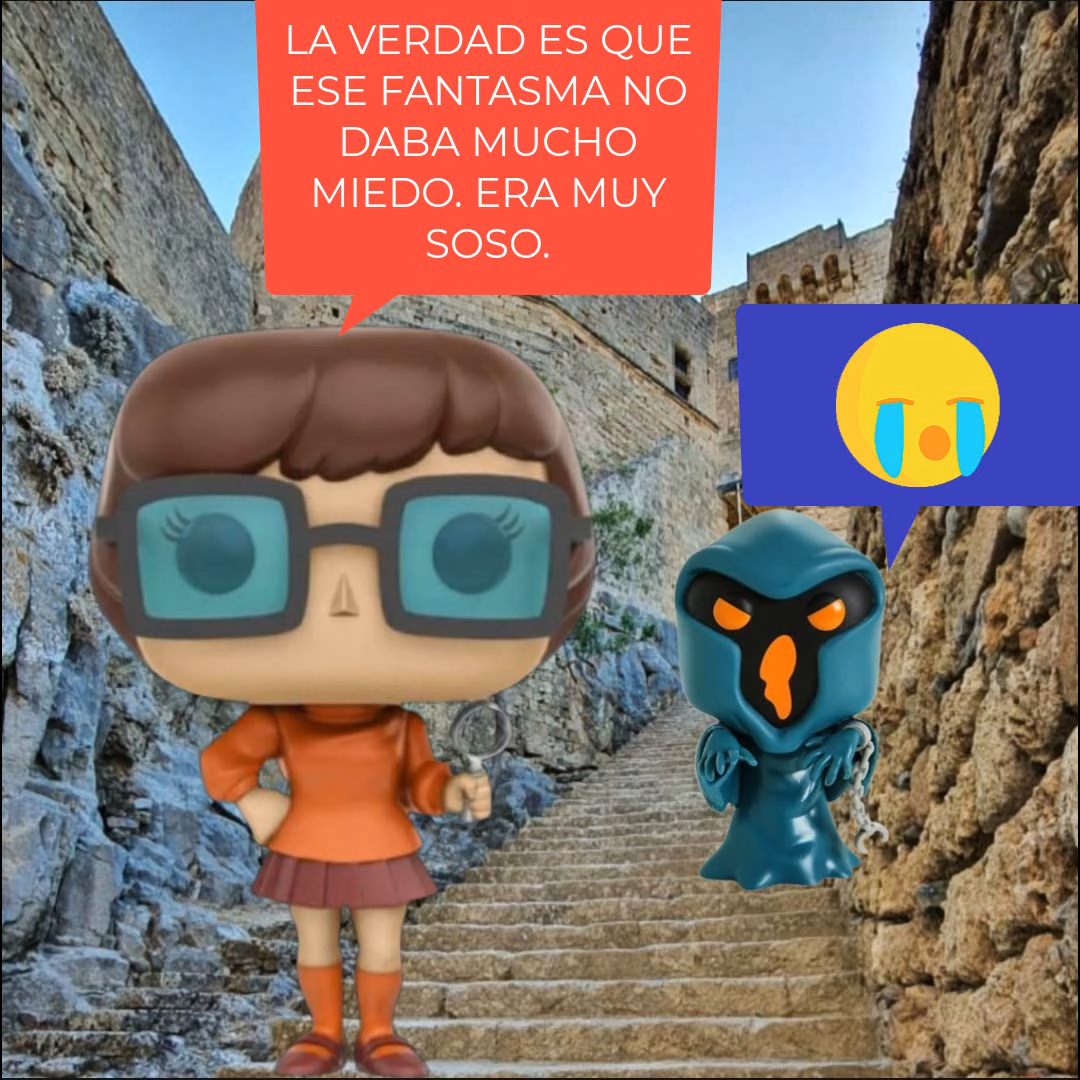 LA VERDAD ES QUE
ESE FANTASMA NO
DABA MUCHO
MIEDO. ERA MUY
SOSO.